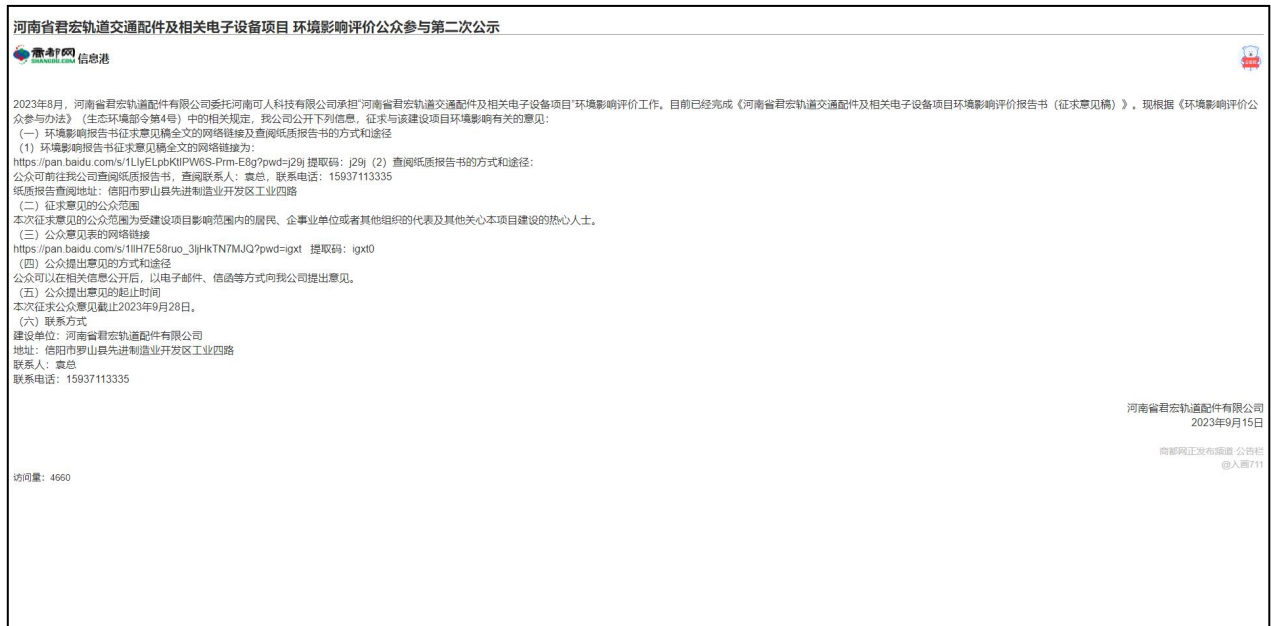 河南省君宏轨道交通配件及相关电子设备项目 环境影响评价公众参与第二次公示
商都网 信息港
SHANGDU.COM
2023年8月，河南省君宏轨道配件有限公司委托河南可人科技有限公司承担“河南省君宏轨道交通配件及相关电子设备项目”环境影响评价工作。目前已经完成《河南省君宏轨道交通配件及相关电子设备项目环境影响评价报告书（征求意见稿）》。现根据《环境影响评价公
众参与办法》（生态环境部令第4号）中的相关规定，我公司公开下列信息，征求与该建设项目环境影响有关的意见：
（一）环境影响报告书征求意见稿全文的网络链接及查阅纸质报告书的方式和途径
（1）环境影响报告书征求意见稿全文的网络链接为：
https://pan.baidu.com/s/1LIyELpbKtlPW6S-Prm-E8g?pwd=j29j 提取码：j29j（2）查阅纸质报告书的方式和途径：
公众可前往我公司查阅纸质报告书，查阅联系人：袁总，联系电话：15937113335
纸质报告查阅地址：信阳市罗山县先进制造业开发区工业四路
（二）征求意见的公众范围
本次征求意见的公众范围为受建设项目影响范围内的居民、企事业单位或者其他组织的代表及其他关心本项目建设的热心人士。
（三）公众意见表的网络链接
https://pan.baidu.com/s/1IlH7E58ruo_3ljHkTN7MJQ?pwd=igxt 提取码：igxt0
（四）公众提出意见的方式和途径
公众可以在相关信息公开后，以电子邮件、信函等方式向我公司提出意见。
（五）公众提出意见的起止时间
本次征求公众意见截止2023年9月28日。
（六）联系方式
建设单位：河南省君宏轨道配件有限公司
地址：信阳市罗山县先进制造业开发区工业四路
联系人：袁总
联系电话：15937113335
河南省君宏轨道配件有限公司
2023年9月15日
商都网正发布频道 公告栏
@入画711
访问量：4660